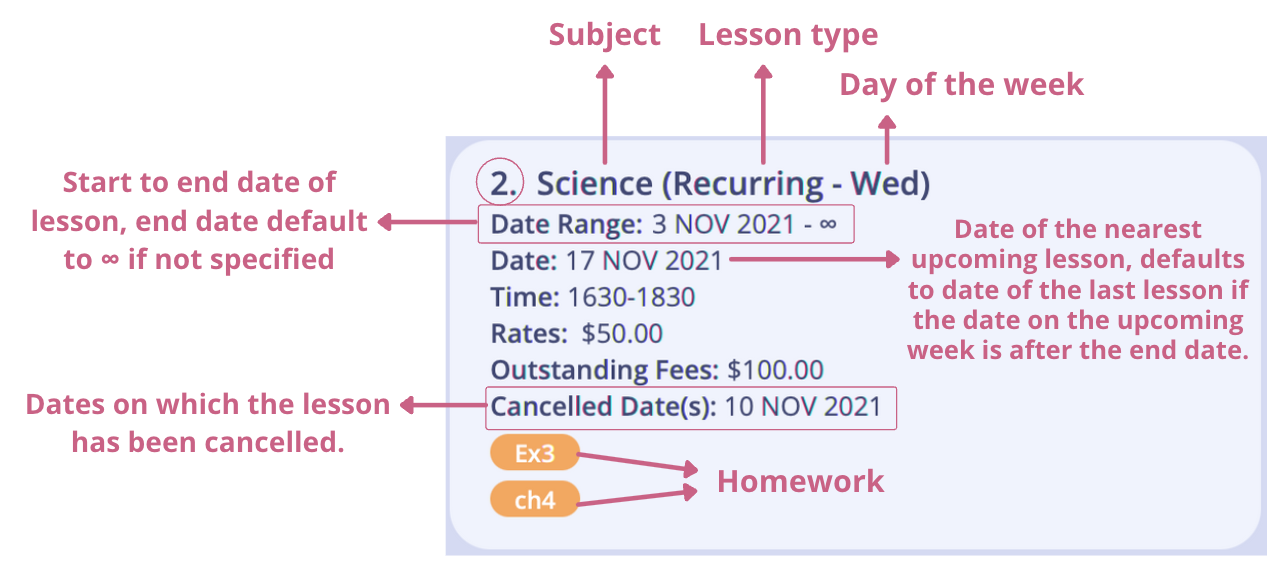 Subject
Lesson type
Day of the week
2. Science (Recurring - Wed)
Start to end date of
lesson, end date default
to ∞ if not specified
Date Range: 3 NOV 2021 - ∞
Date: 17 NOV 2021
Time: 1630-1830
Rates: $50.00
Outstanding Fees: $100.00
Cancelled Date(s): 10 NOV 2021
Date of the nearest
upcoming lesson, defaults
to date of the last lesson if
the date on the upcoming
week is after the end date.
Dates on which the lesson
has been cancelled.
Ex3
ch4
Homework